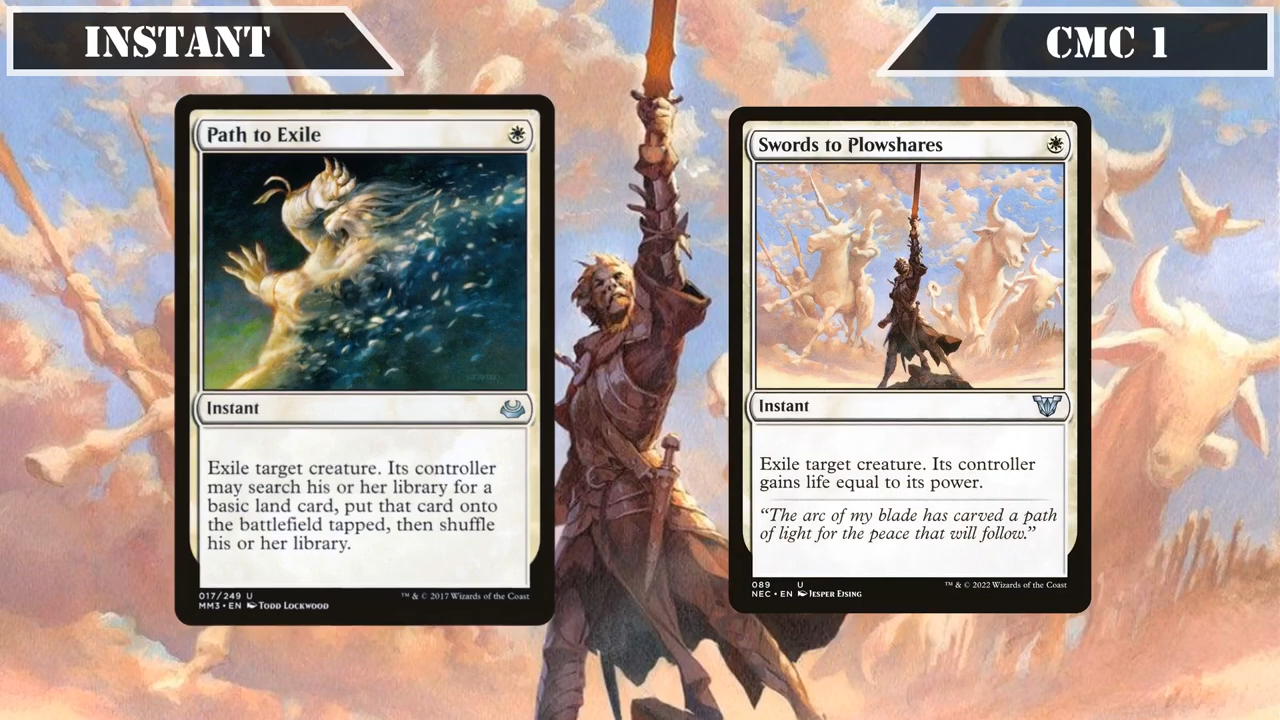 INSTANT
CMC 1
Path to Exile
Instant
Exile target creature. Its controller
may search his or her library for a
basic land card, put that card onto
the battlefield tapped, then shuffle
his or her library.
017/249 U
MM3 • EN Todd Lockwood
™ & © 2017 Wizards of the Coast
Swords to Plowshares
Instant
Exile target creature. Its controller
gains life equal to its power.
“The arc of my blade has carved a path
of light for the peace that will follow.”
089 U
NEC • EN Jesper Ejsing
™ & © 2022 Wizards of the Coast